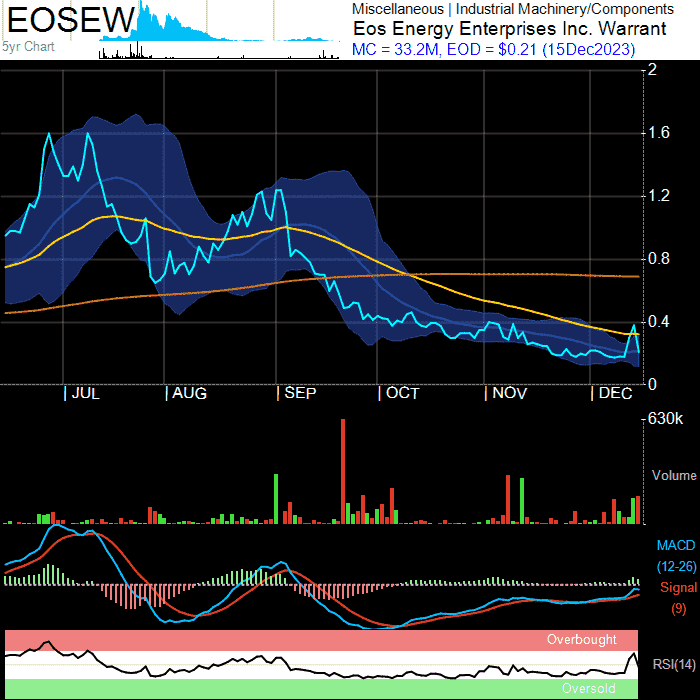 EOSEW
5yr Chart
Miscellaneous | Industrial Machinery/Components
Eos Energy Enterprises Inc. Warrant
MC = 33.2M, EOD = $0.21 (15Dec2023)
2
1.6
1.2
0.8
0.4
0
| JUL | AUG | SEP | OCT | NOV | DEC
630k
Volume
MACD
(12-26)
Signal
(9)
Overbought
RSI(14)
Oversold